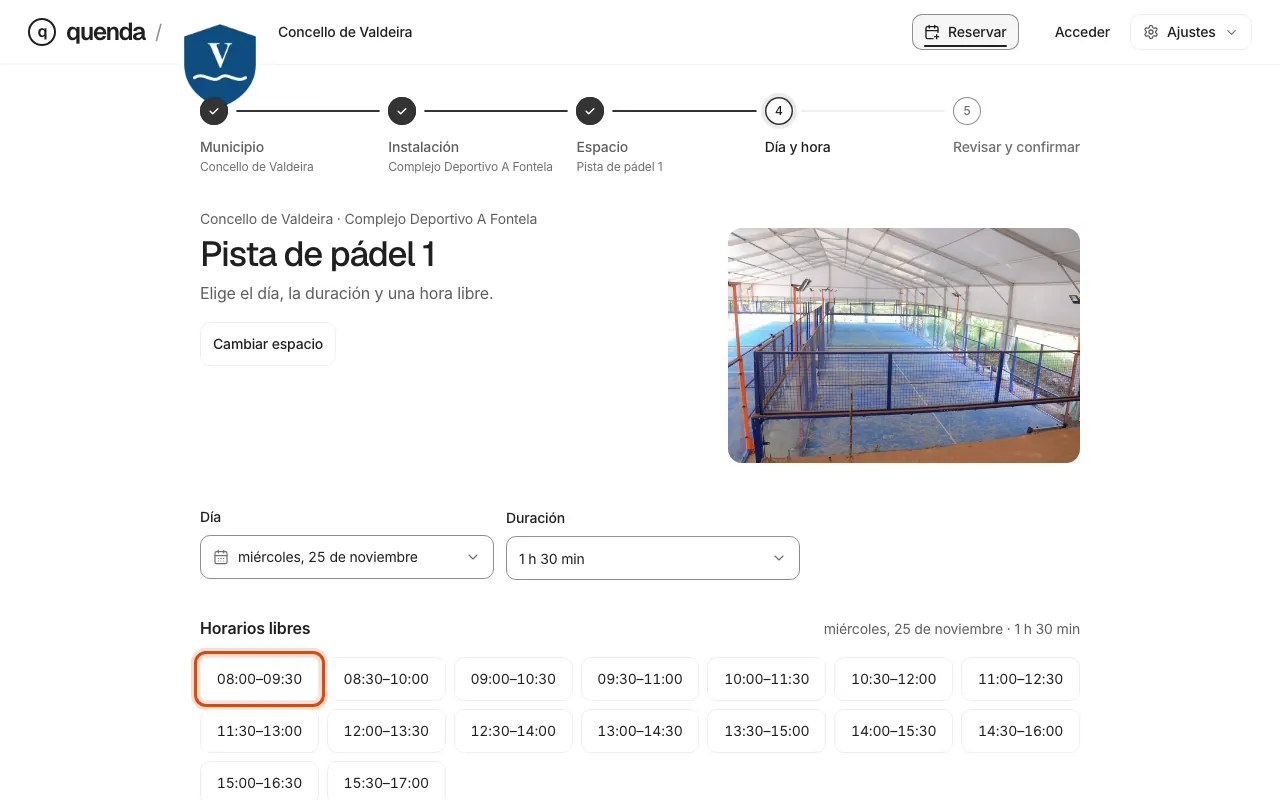 q quenda / V Concello de Valdeira Reservar Acceder Ajustes
4 5
Municipio Instalación Espacio Día y hora Revisar y confirmar
Concello de Valdeira Complejo Deportivo A Fontela Pista de pádel 1
Concello de Valdeira · Complejo Deportivo A Fontela
Pista de pádel 1
Elige el día, la duración y una hora libre.
Cambiar espacio
Día Duración
miércoles, 25 de noviembre 1 h 30 min
Horarios libres miércoles, 25 de noviembre · 1 h 30 min
08:00–09:30 08:30–10:00 09:00–10:30 09:30–11:00 10:00–11:30 10:30–12:00 11:00–12:30
11:30–13:00 12:00–13:30 12:30–14:00 13:00–14:30 13:30–15:00 14:00–15:30 14:30–16:00
15:00–16:30 15:30–17:00